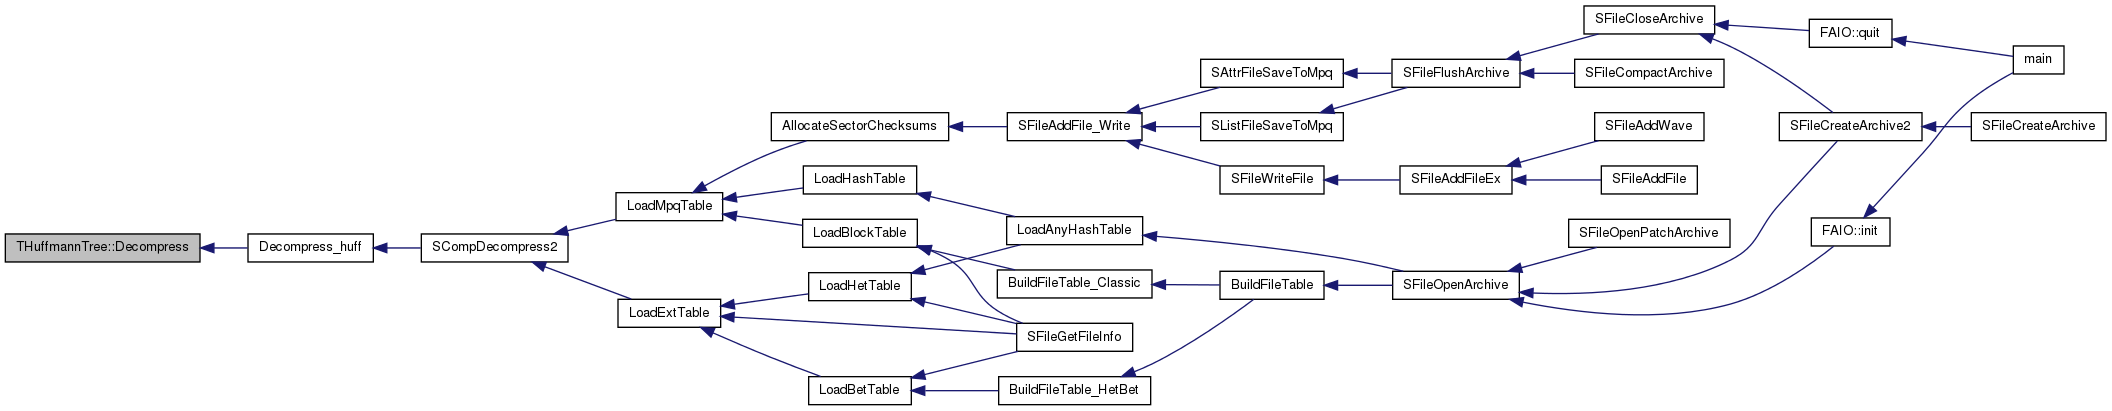 SFileCloseArchive
FAIO::quit
main
SAttrFileSaveToMpq
SFileFlushArchive
SFileCompactArchive
AllocateSectorChecksums
SFileAddFile_Write
SListFileSaveToMpq
SFileAddWave
SFileCreateArchive2
SFileCreateArchive
LoadHashTable
SFileWriteFile
SFileAddFileEx
SFileAddFile
LoadMpqTable
LoadBlockTable
LoadAnyHashTable
SFileOpenPatchArchive
FAIO::init
THuffmannTree::Decompress
Decompress_huff
SCompDecompress2
LoadHetTable
BuildFileTable_Classic
BuildFileTable
SFileOpenArchive
LoadExtTable
SFileGetFileInfo
LoadBetTable
BuildFileTable_HetBet